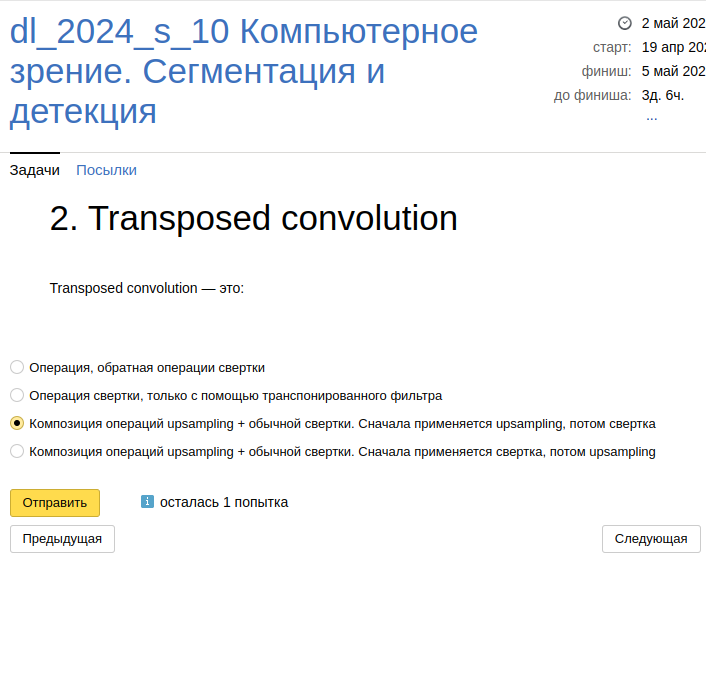 dl_2024_s_10 Компьютерное
зрение. Сегментация и
детекция
2 май 202
старт: 19 апр 202
финиш: 5 май 202
до финиша: 3д. 6ч.
...
Задачи Посылки
2. Transposed convolution
Transposed convolution — это:
Операция, обратная операции свертки
Операция свертки, только с помощью транспонированного фильтра
Композиция операций upsampling + обычной свертки. Сначала применяется upsampling, потом свертка
Композиция операций upsampling + обычной свертки. Сначала применяется свертка, потом upsampling
Отправить осталась 1 попытка
Предыдущая Следующая